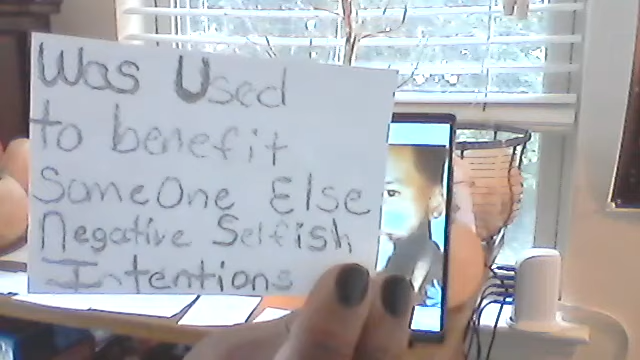 Was Used
to benefit
SomeOne Else
Negative Selfish
Intentions